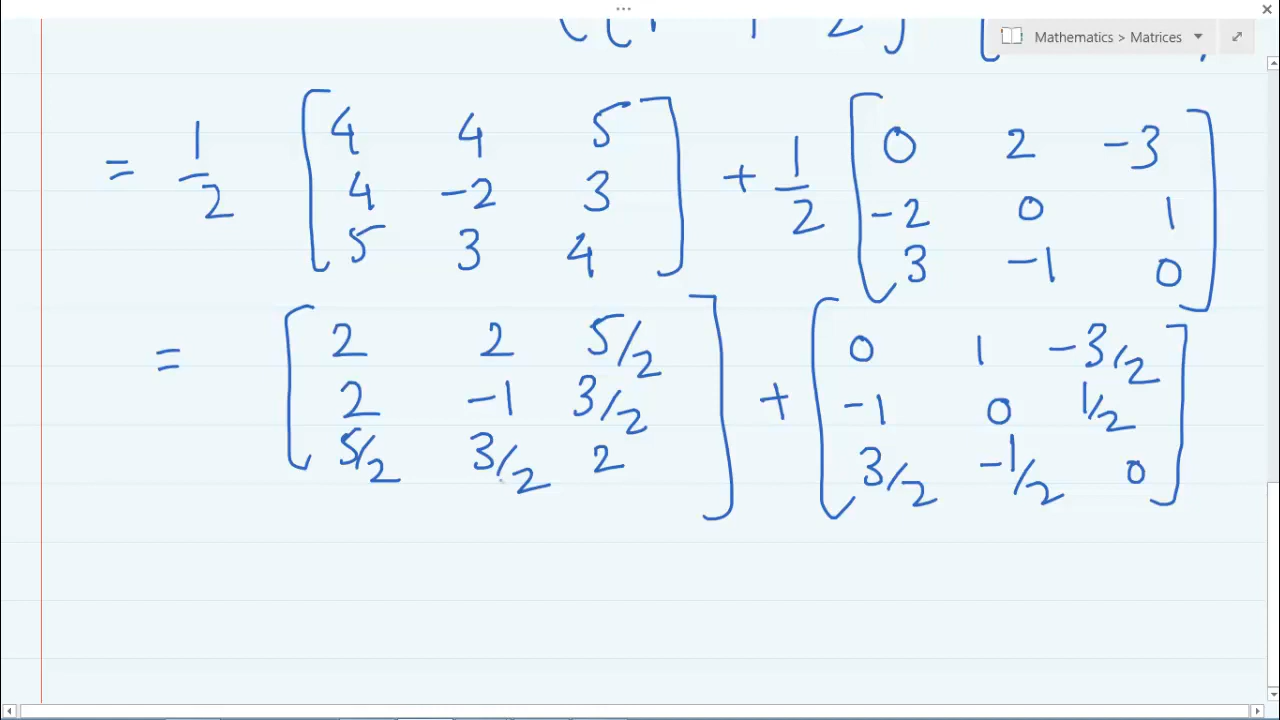 ...
Mathematics > Matrices
= 1/2 [4 4 5 + 1/2 [0 2 -3
4 -2 3 -2 0 1
5 3 4] 3 -1 0]
= [2 2 5/2 + [0 1 -3/2
2 -1 3/2 -1 0 1/2
5/2 3/2 2] 3/2 -1/2 0]